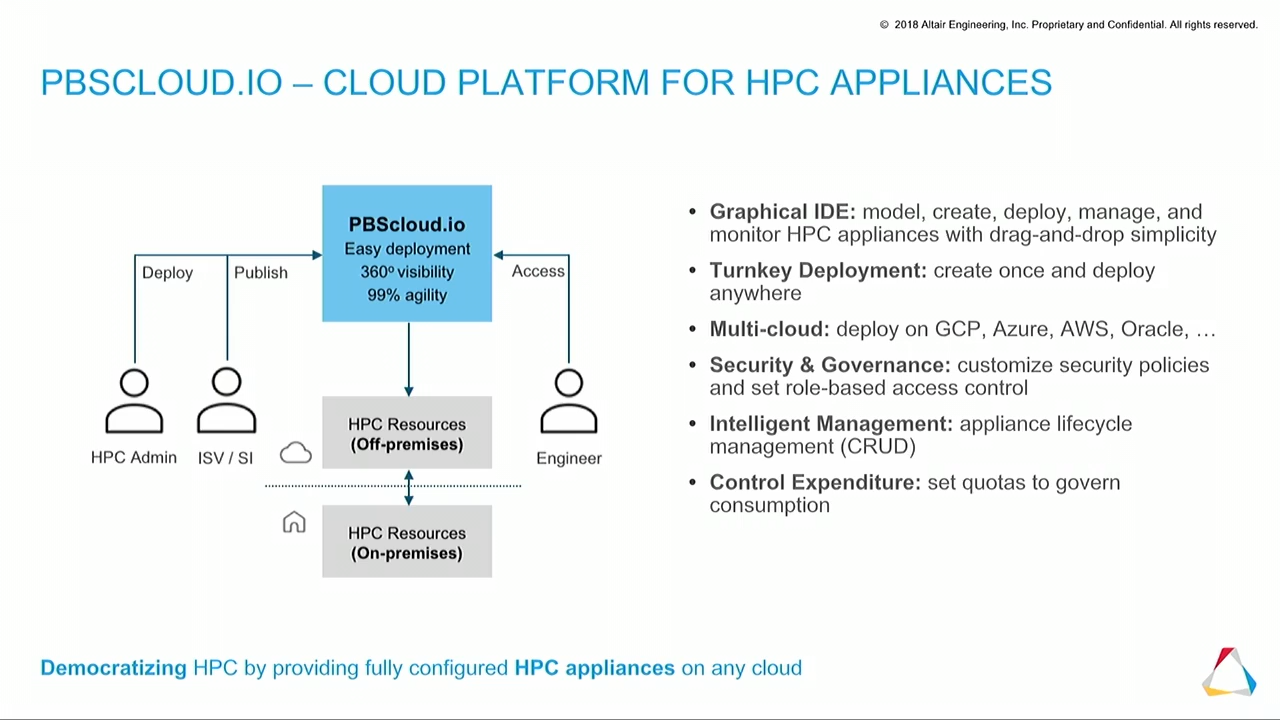 © 2018 Altair Engineering, Inc. Proprietary and Confidential. All rights reserved.
PBSCLOUD.IO – CLOUD PLATFORM FOR HPC APPLIANCES
PBScloud.io
Easy deployment
360º visibility
99% agility
Deploy
Publish
Access
HPC Admin
ISV / SI
Engineer
HPC Resources
(Off-premises)
HPC Resources
(On-premises)
• Graphical IDE: model, create, deploy, manage, and
monitor HPC appliances with drag-and-drop simplicity
• Turnkey Deployment: create once and deploy
anywhere
• Multi-cloud: deploy on GCP, Azure, AWS, Oracle, …
• Security & Governance: customize security policies
and set role-based access control
• Intelligent Management: appliance lifecycle
management (CRUD)
• Control Expenditure: set quotas to govern
consumption
Democratizing HPC by providing fully configured HPC appliances on any cloud